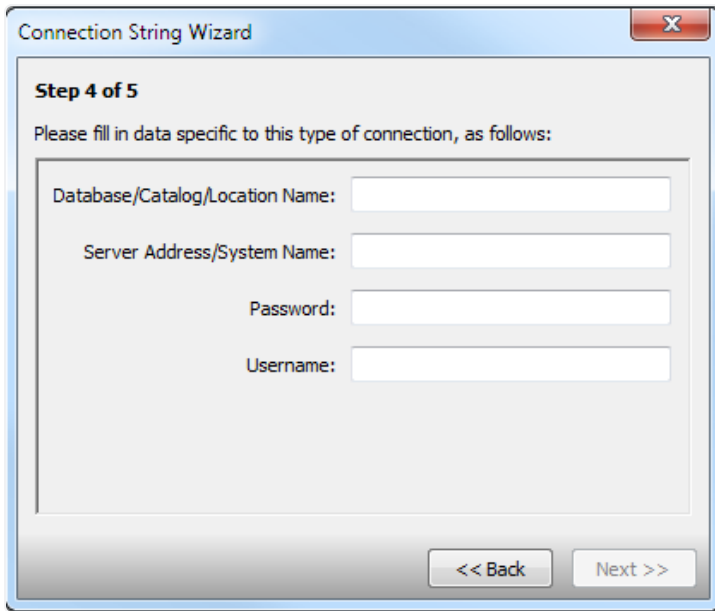 Connection String Wizard
Step 4 of 5
Please fill in data specific to this type of connection, as follows:
Database/Catalog/Location Name:
Server Address/System Name:
Password:
Username:
<< Back
Next >>